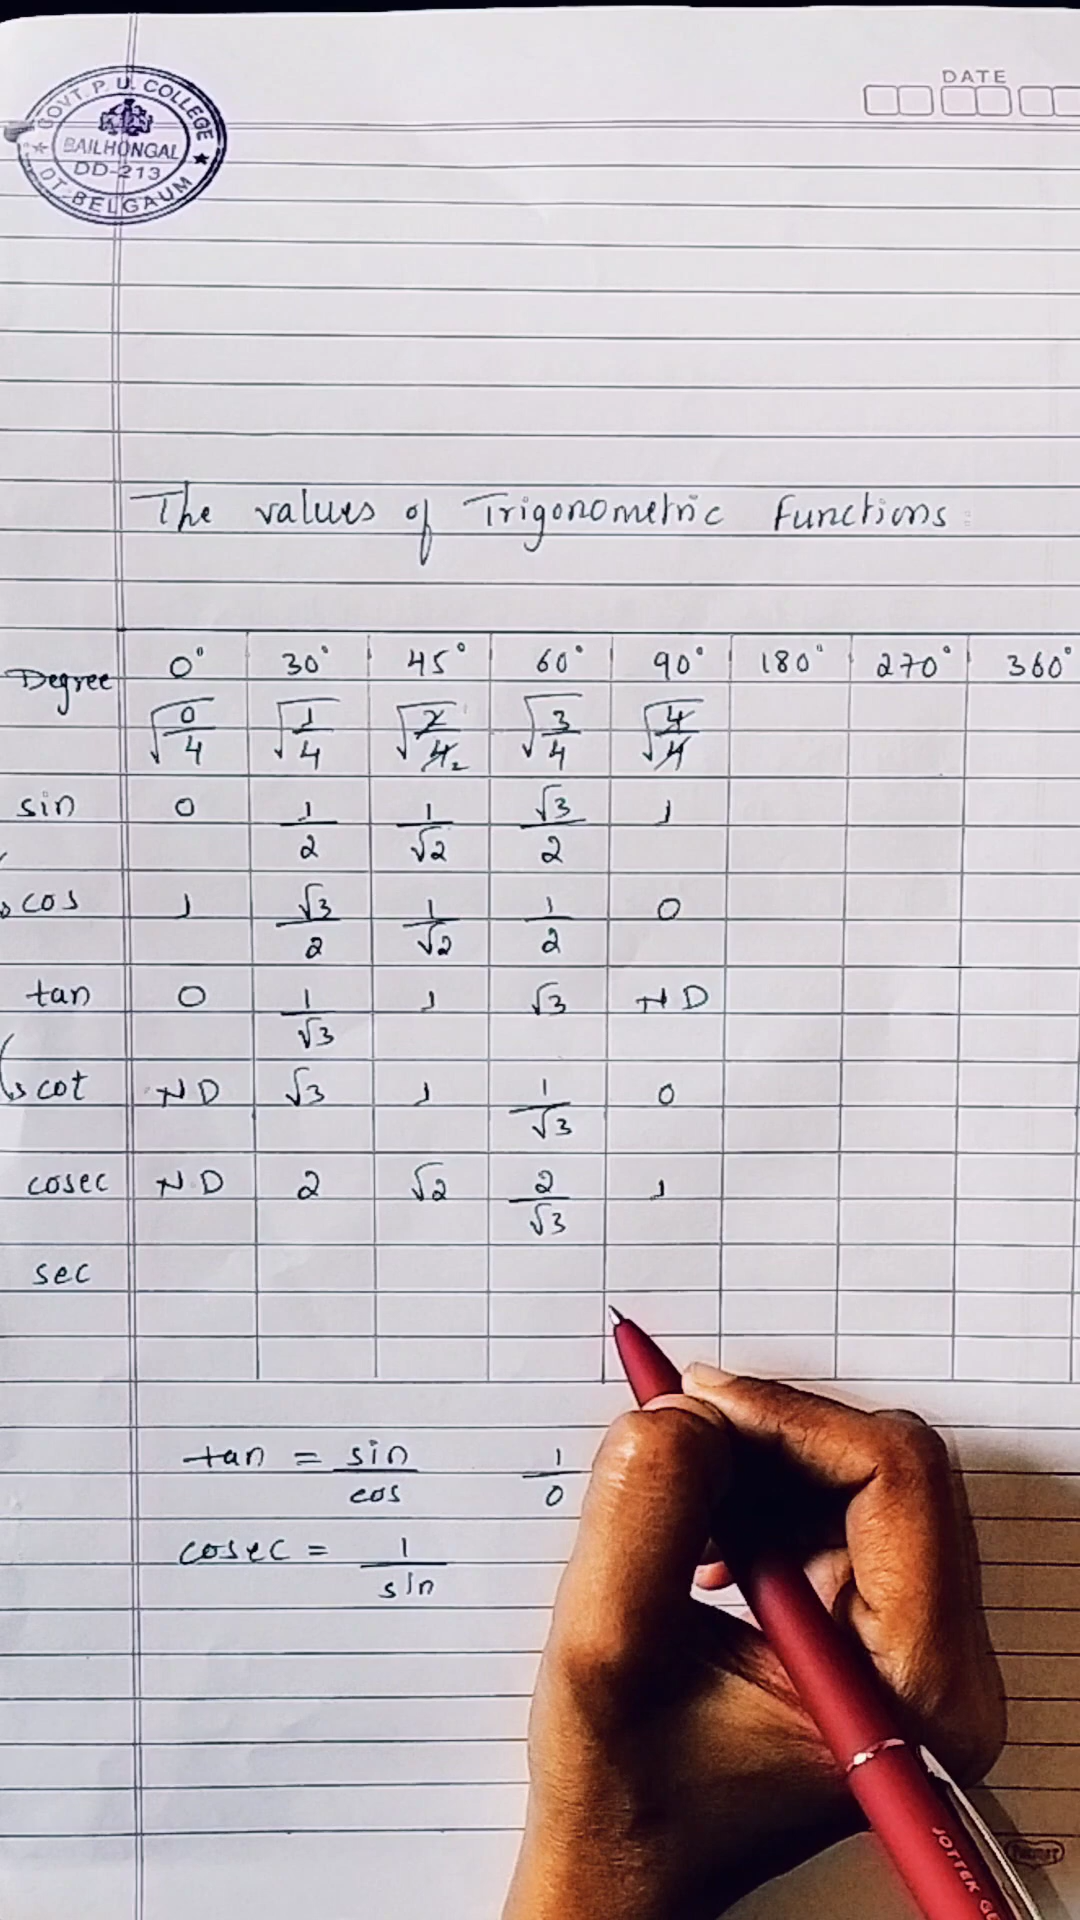 GOVT. P. U. COLLEGE
BAILHONGAL
DD-213
DT. BELGAUM
DATE
The values of Trigonometric Functions
Degree 0° 30° 45° 60° 90° 180° 270° 360°
√0/4 √1/4 √2/4 2 √3/4 √4/4
sin 0 1/2 1/√2 √3/2 1
cos 1 √3/2 1/√2 1/2 0
tan 0 1/√3 1 √3 ND
cot ND √3 1 1/√3 0
cosec ND 2 √2 2/√3 1
sec
tan = sin/cos 1/0
cosec = 1/sin